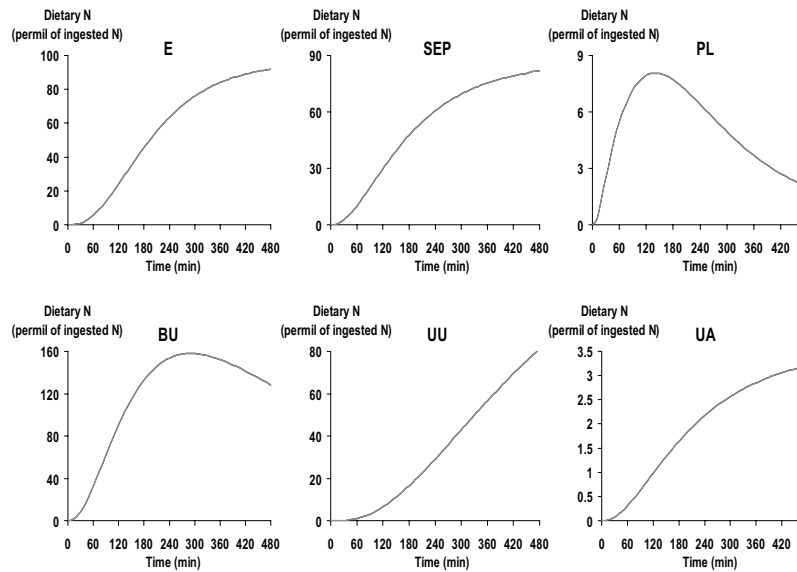 Dietary N
(permil of ingested N)
E
100
80
60
40
20
0
0 60 120 180 240 300 360 420 480
Time (min)
Dietary N
(permil of ingested N)
SEP
90
60
30
0
0 60 120 180 240 300 360 420 480
Time (min)
Dietary N
(permil of ingested N)
PL
9
6
3
0
0 60 120 180 240 300 360 420
Time (min)
Dietary N
(permil of ingested N)
BU
160
120
80
40
0
0 60 120 180 240 300 360 420 480
Time (min)
Dietary N
(permil of ingested N)
UU
80
60
40
20
0
0 60 120 180 240 300 360 420 480
Time (min)
Dietary N
(permil of ingested N)
UA
3.5
3
2.5
2
1.5
1
0.5
0
0 60 120 180 240 300 360 420
Time (min)